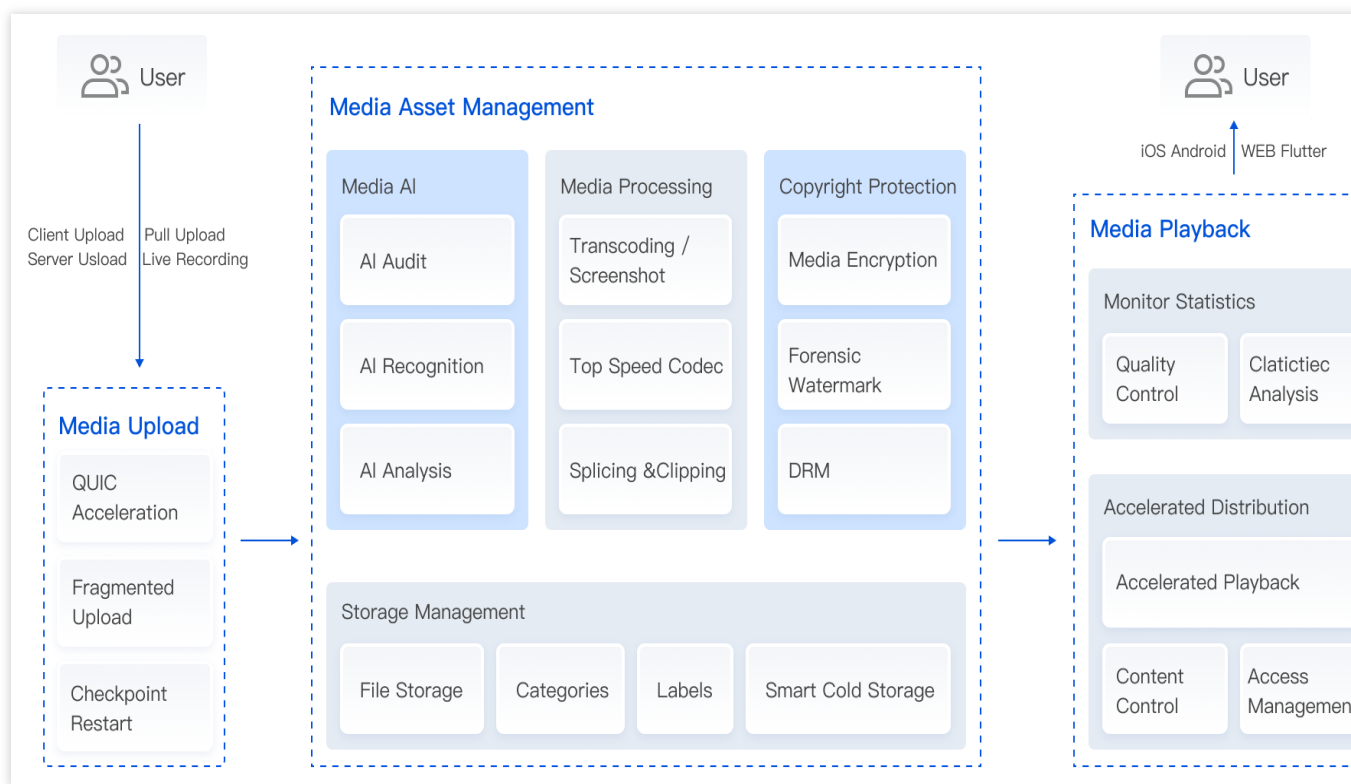 User
Client Upload
Server Usload
Pull Upload
Live Recording
Media Upload
QUIC
Acceleration
Fragmented
Upload
Checkpoint
Restart
Media Asset Management
Media AI
AI Audit
AI Recognition
AI Analysis
Media Processing
Transcoding /
Screenshot
Top Speed Codec
Splicing &Clipping
Copyright Protection
Media Encryption
Forensic
Watermark
DRM
Storage Management
File Storage
Categories
Labels
Smart Cold Storage
User
iOS Android
WEB Flutter
Media Playback
Monitor Statistics
Quality
Control
Clatictiec
Analysis
Accelerated Distribution
Accelerated Playback
Content
Control
Access
Managemen